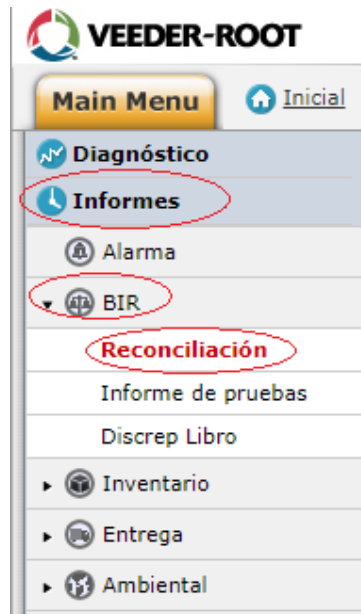 VEEDER-ROOT
Main Menu Inicial
Diagnóstico
Informes
Alarma
BIR
Reconciliación
Informe de pruebas
Discrep Libro
Inventario
Entrega
Ambiental